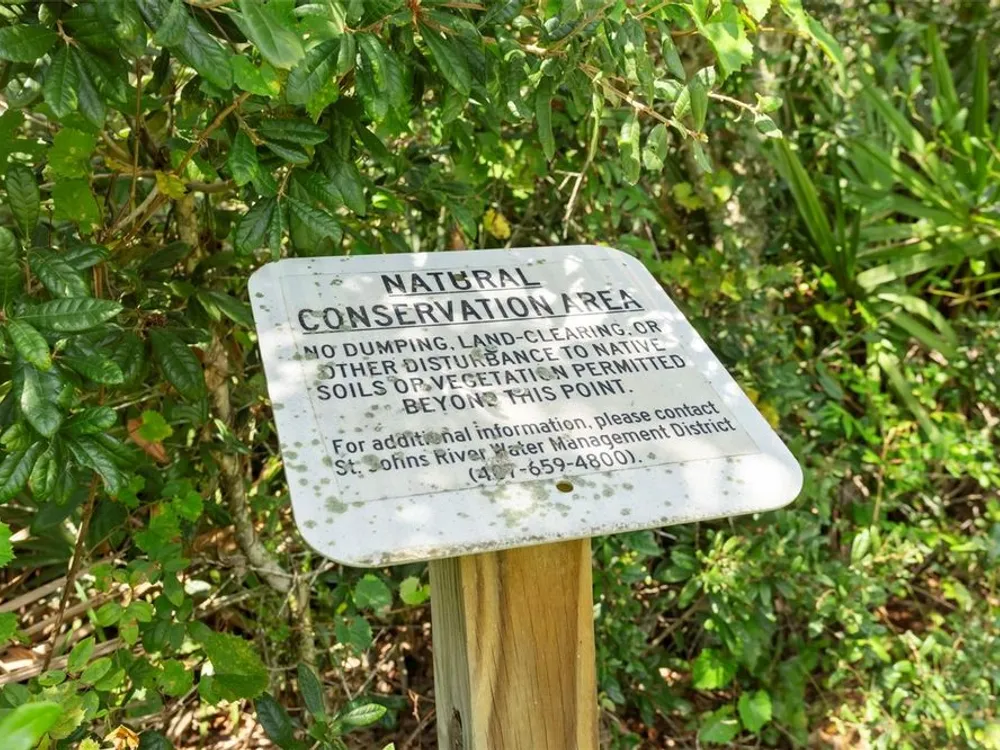 NATURAL
CONSERVATION AREA
NO DUMPING, LAND-CLEARING, OR
OTHER DISTURBANCE TO NATIVE
SOILS OR VEGETATION PERMITTED
BEYOND THIS POINT.
For additional information, please contact
St. Johns River Water Management District
(407-659-4800).